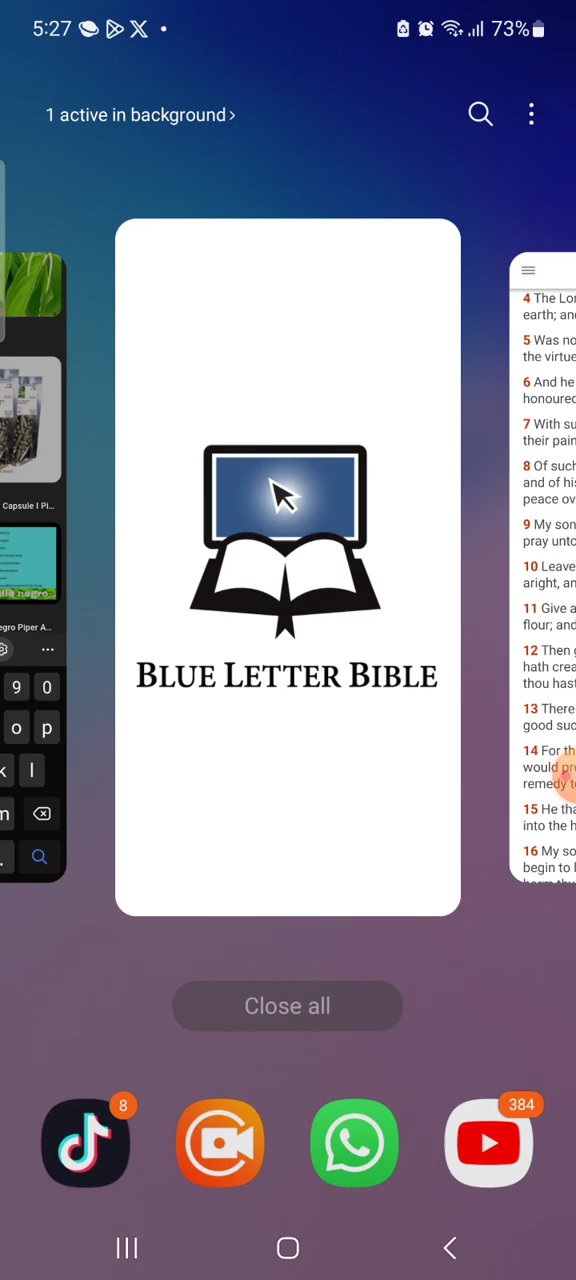 5:27
73%
1 active in background >
Capsule I Pi...
negro
egro Piper A...
9 0
o p
k l
m
.
BLUE LETTER BIBLE
4 The Lor
earth; and
5 Was no
the virtue
6 And he
honoured
7 With su
their pain
8 Of such
and of his
peace ov
9 My son
pray unto
10 Leave
aright, an
11 Give a
flour; and
12 Then g
hath crea
thou hast
13 There
good suc
14 For th
would pro
remedy t
15 He tha
into the h
16 My so
begin to l
Close all
8
384